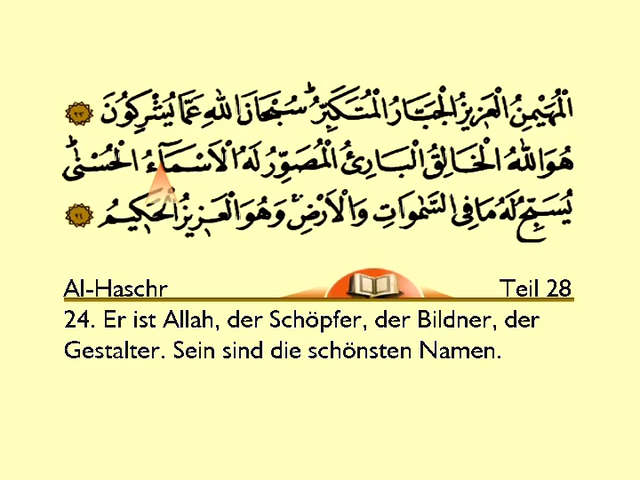 الْمُهَيْمِنُ الْعَزِيزُ الْجَبَّارُ الْمُتَكَبِّرُ ۚ سُبْحَانَ اللّٰهِ عَمَّا يُشْرِكُونَ ﴿٢٣﴾
هُوَ اللّٰهُ الْخَالِقُ الْبَارِئُ الْمُصَوِّرُ لَهُ الْاَسْمَٓاءُ الْحُسْنٰىۜ
يُسَبِّحُ لَهُ مَا فِى السَّمٰوَاتِ وَالْاَرْضِۚ وَهُوَ الْعَزِيزُ الْحَكِيمُ ﴿٢٤﴾
Al-Haschr Teil 28
24. Er ist Allah, der Schöpfer, der Bildner, der
Gestalter. Sein sind die schönsten Namen.